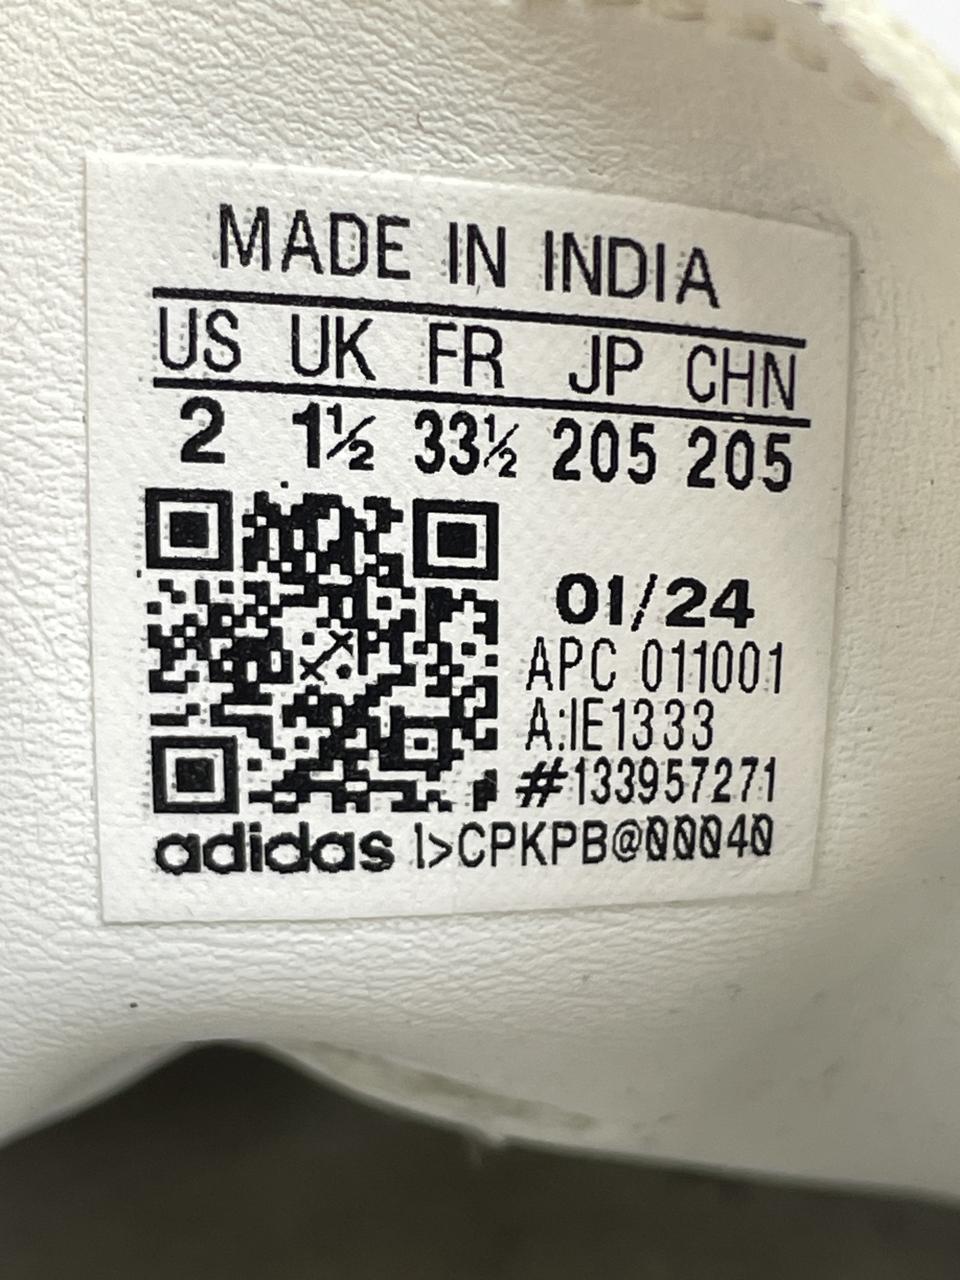 MADE IN INDIA
US UK FR JP CHN
2 1½ 33½ 205 205
01/24
APC 011001
A:IE1333
#133957271
adidas 1>CPKPB@00040